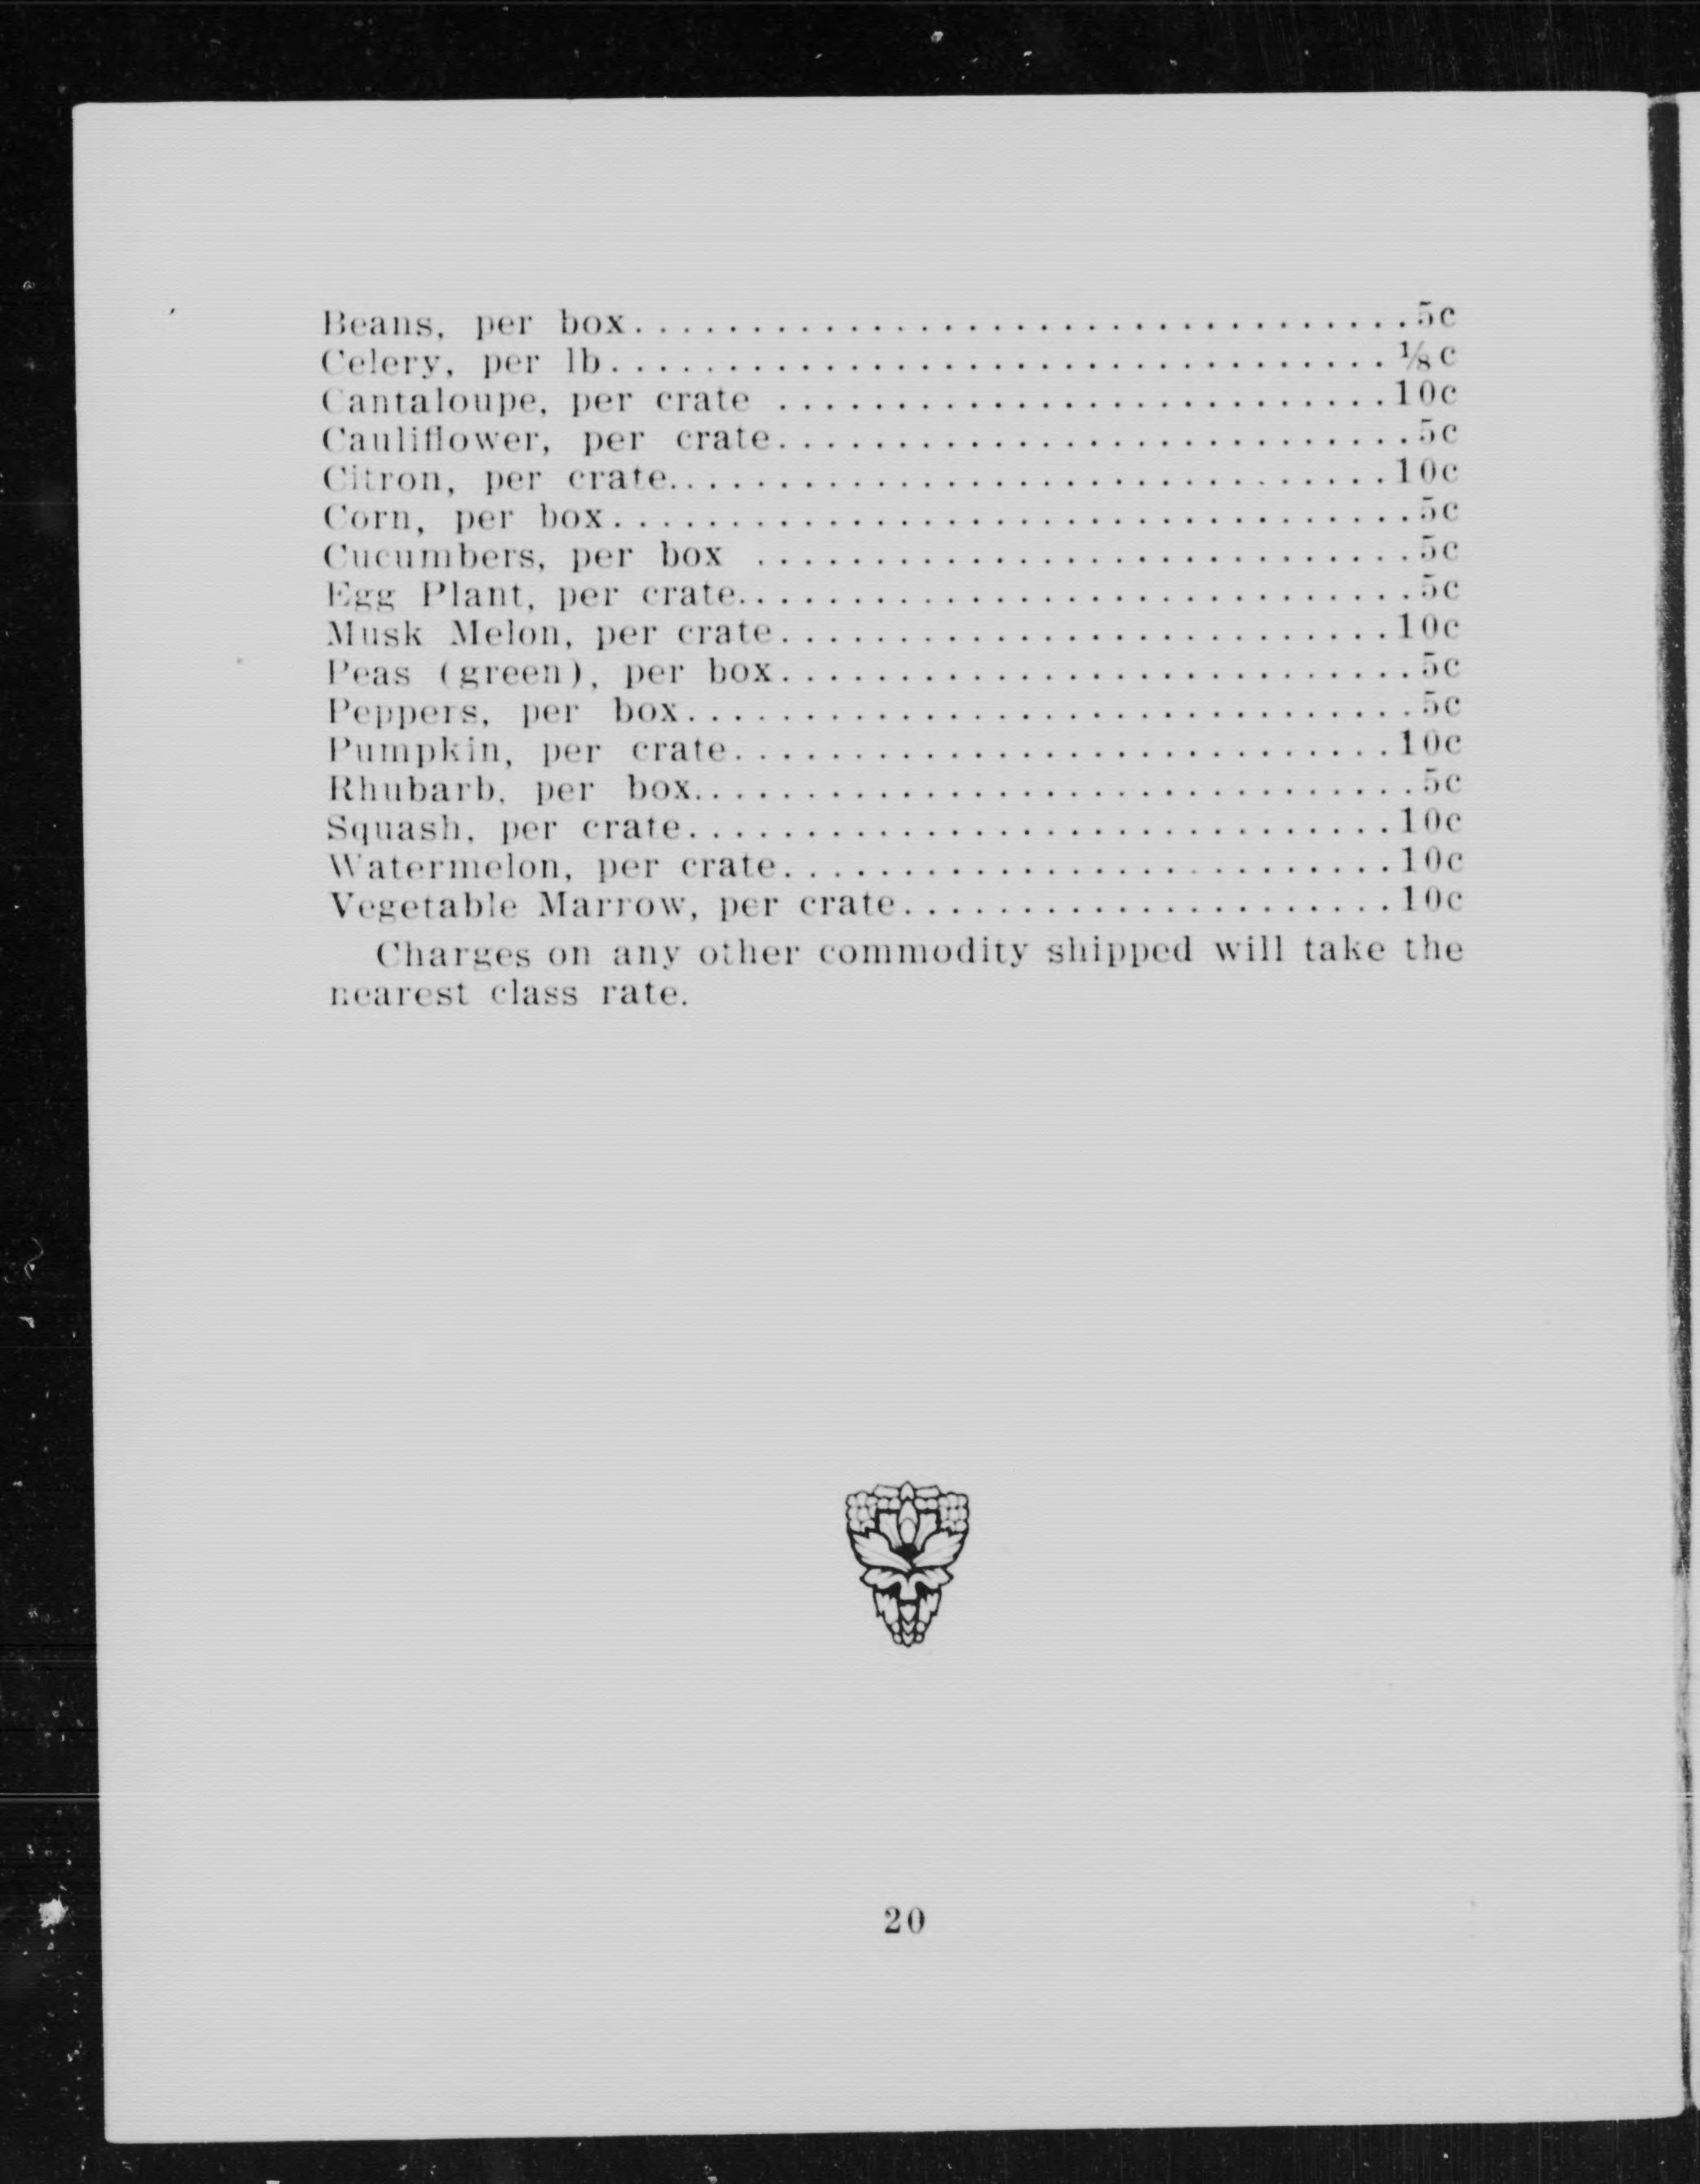 Beans, per box................................5c
Celery, per lb................................⅛c
Cantaloupe, per crate ..........................10c
Cauliflower, per crate...........................5c
Citron, per crate..............................10c
Corn, per box..................................5c
Cucumbers, per box ............................5c
Egg Plant, per crate.............................5c
Musk Melon, per crate..........................10c
Peas (green), per box...........................5c
Peppers, per box...............................5c
Pumpkin, per crate............................10c
Rhubarb, per box...............................5c
Squash, per crate..............................10c
Watermelon, per crate..........................10c
Vegetable Marrow, per crate.....................10c
Charges on any other commodity shipped will take the
nearest class rate.
20